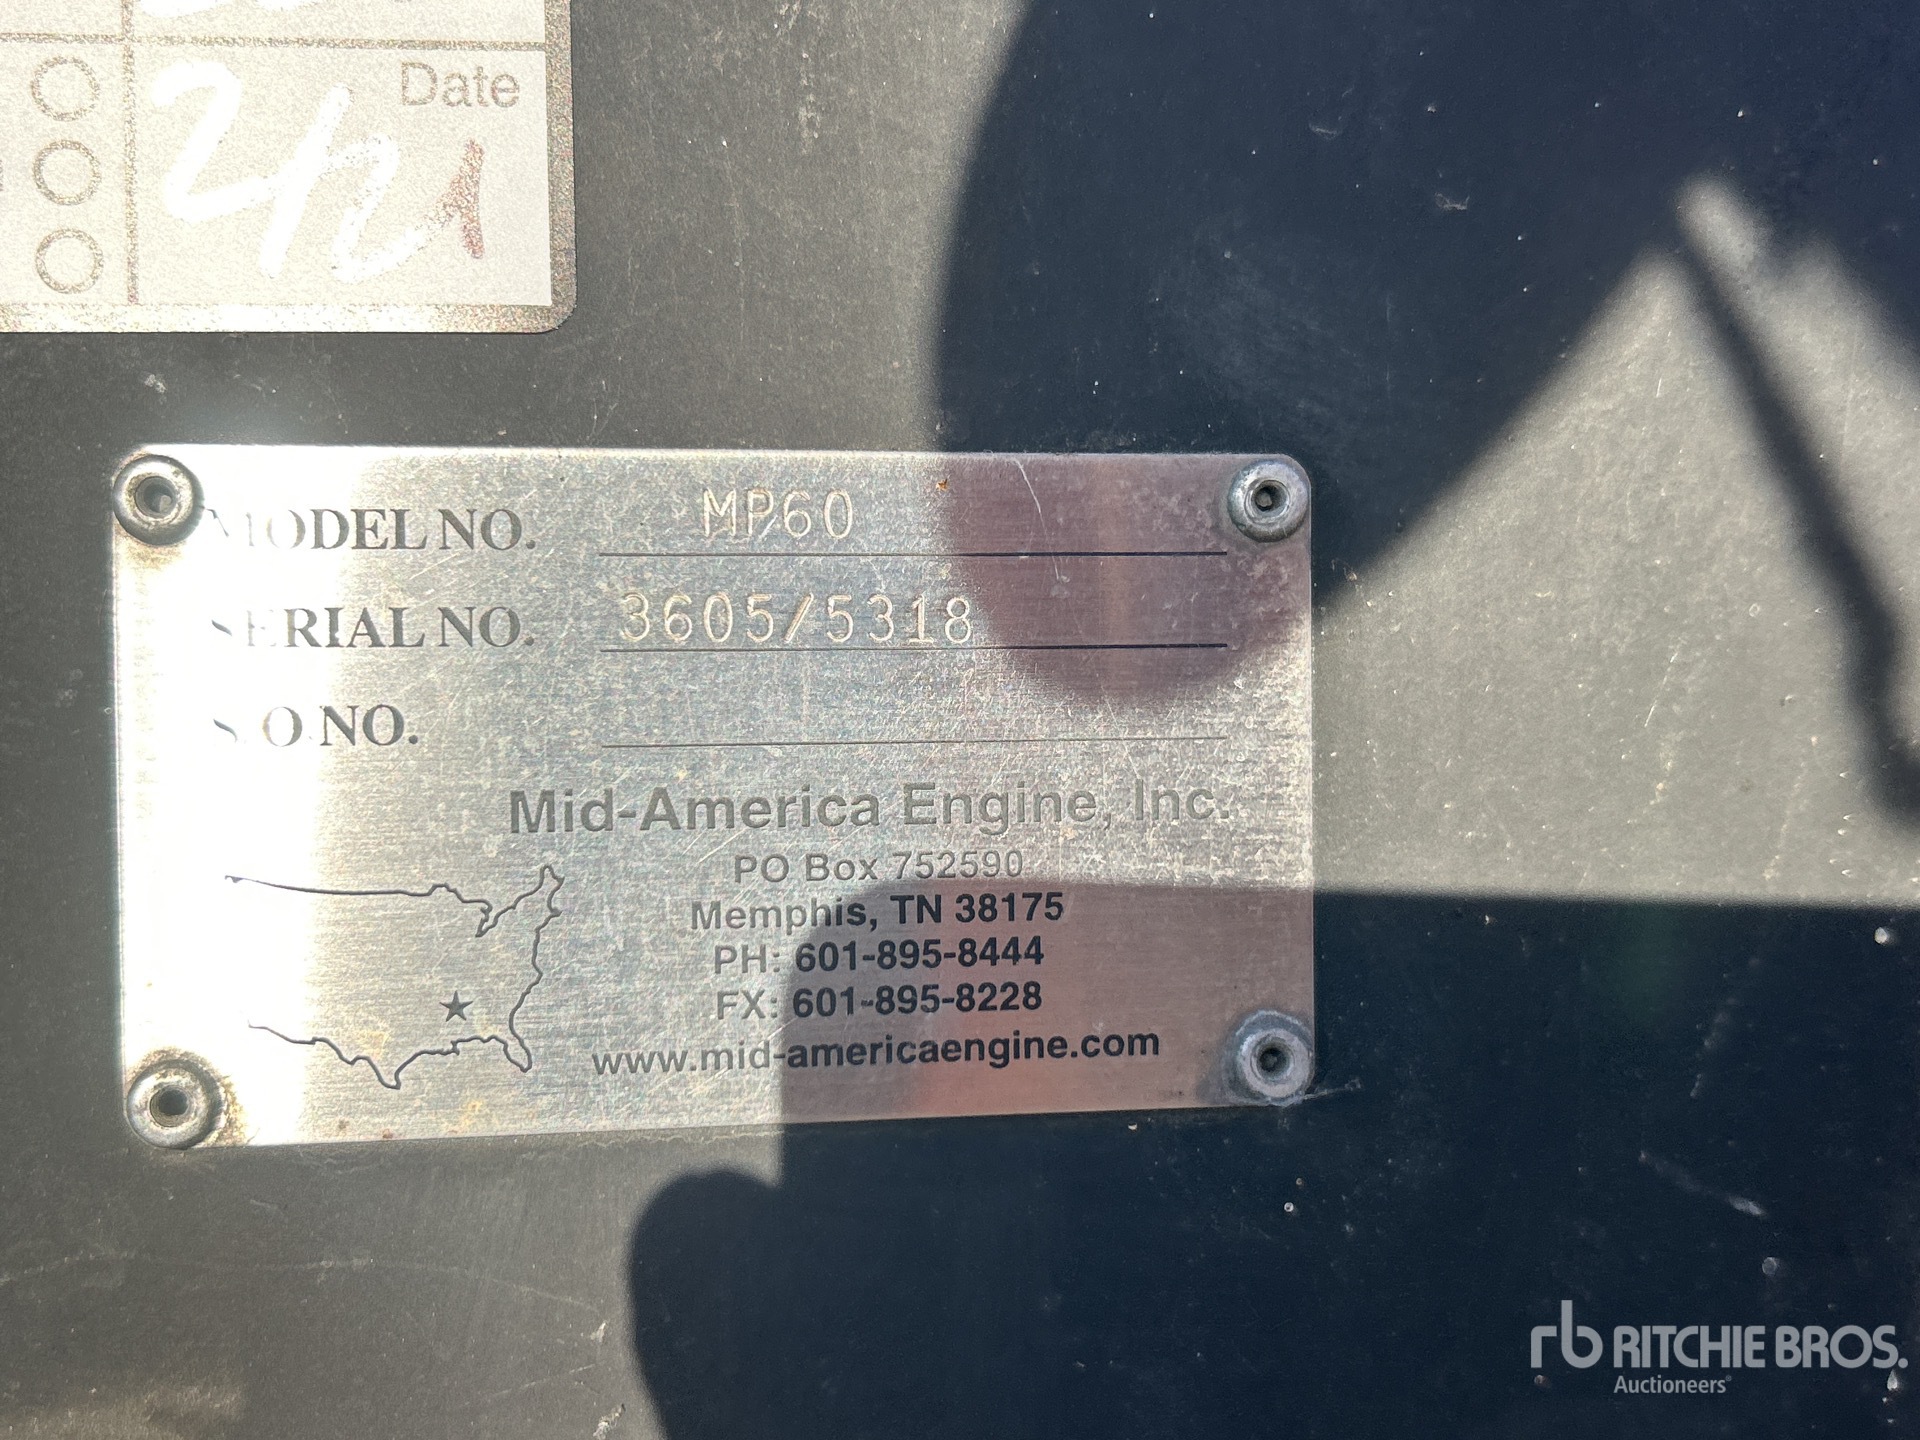 Date
2/21
MODEL NO. MP60
SERIAL NO. 3605/5318
S.O. NO.
Mid-America Engine, Inc.
PO Box 752590
Memphis, TN 38175
PH: 601-895-8444
FX: 601-895-8228
www.mid-americaengine.com
rb RITCHIE BROS.
Auctioneers